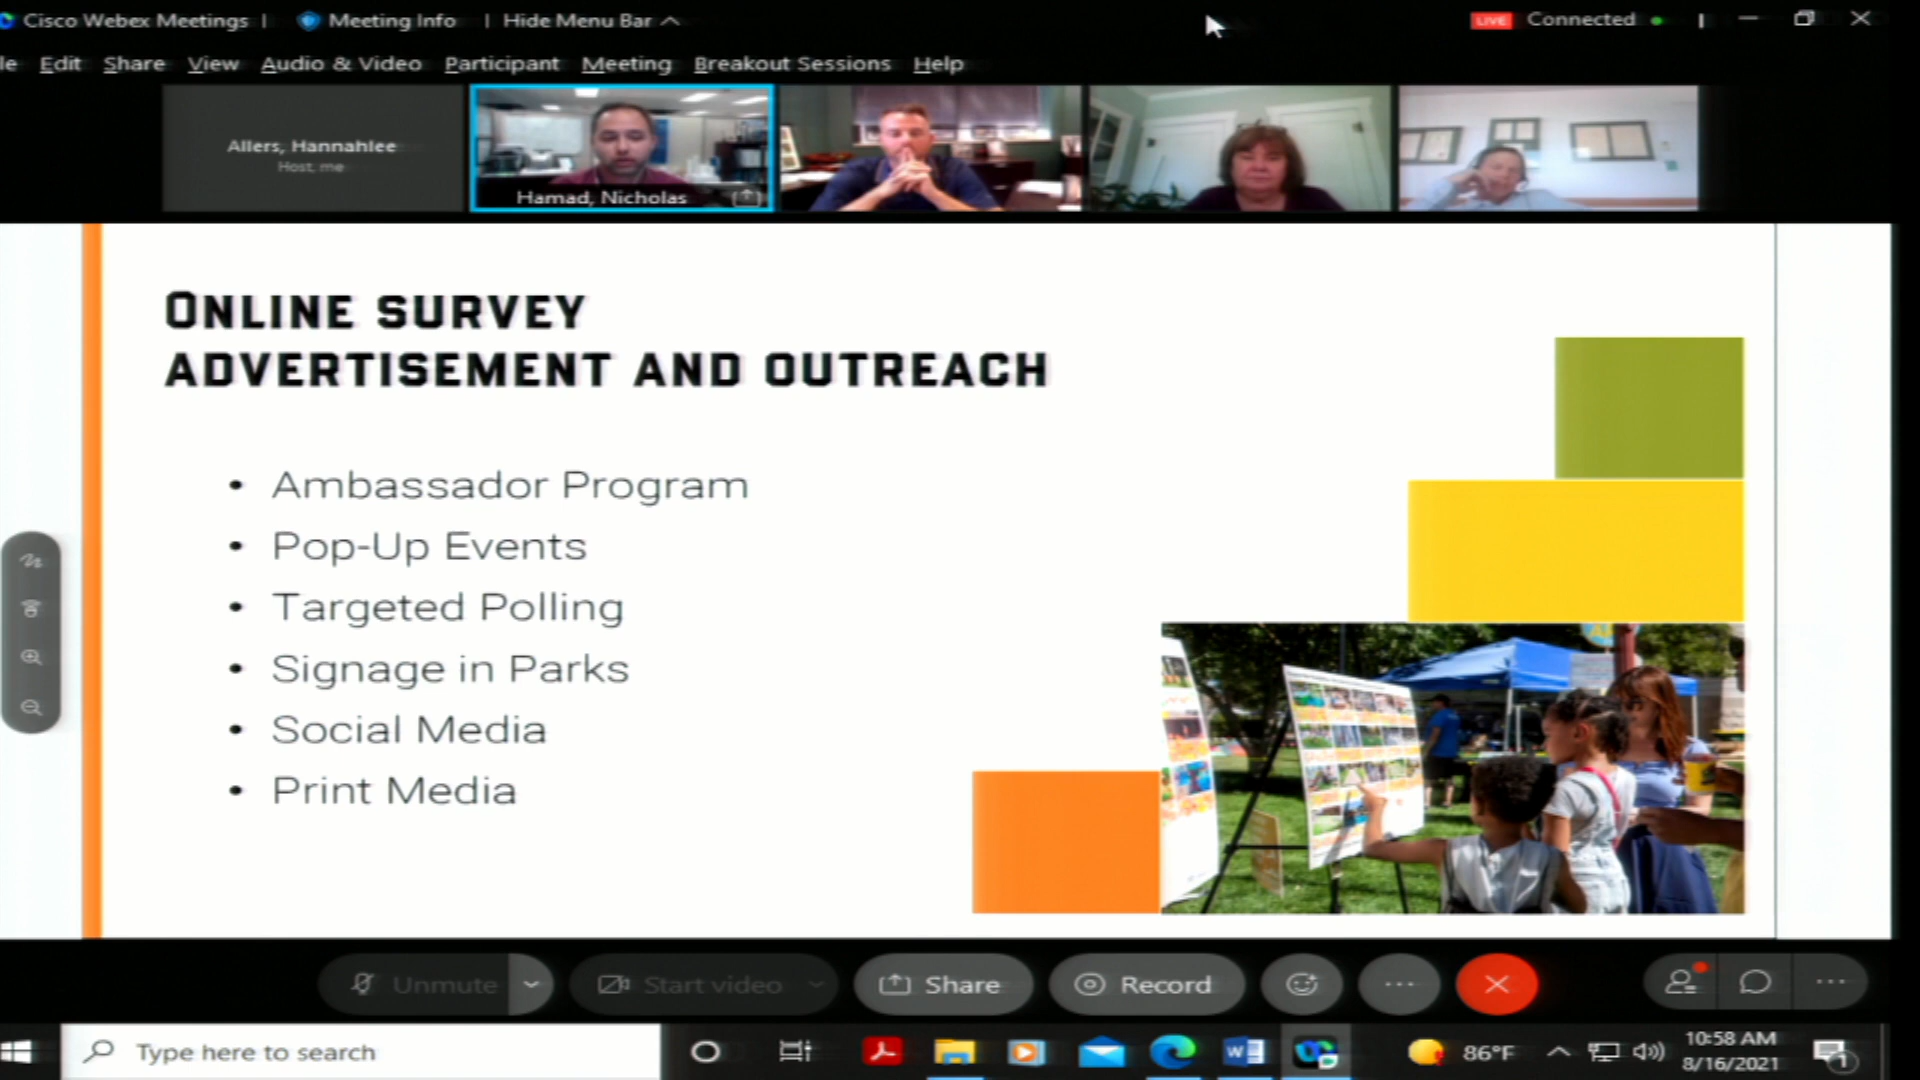 Cisco Webex Meetings | Meeting Info | Hide Menu Bar
LIVE Connected
le Edit Share View Audio & Video Participant Meeting Breakout Sessions Help
Allers, Hannahlee
Host, me
Hamad, Nicholas
ONLINE SURVEY
ADVERTISEMENT AND OUTREACH
• Ambassador Program
• Pop-Up Events
• Targeted Polling
• Signage in Parks
• Social Media
• Print Media
Unmute
Start video
Share
Record
Type here to search
86°F
10:58 AM
8/16/2021
1